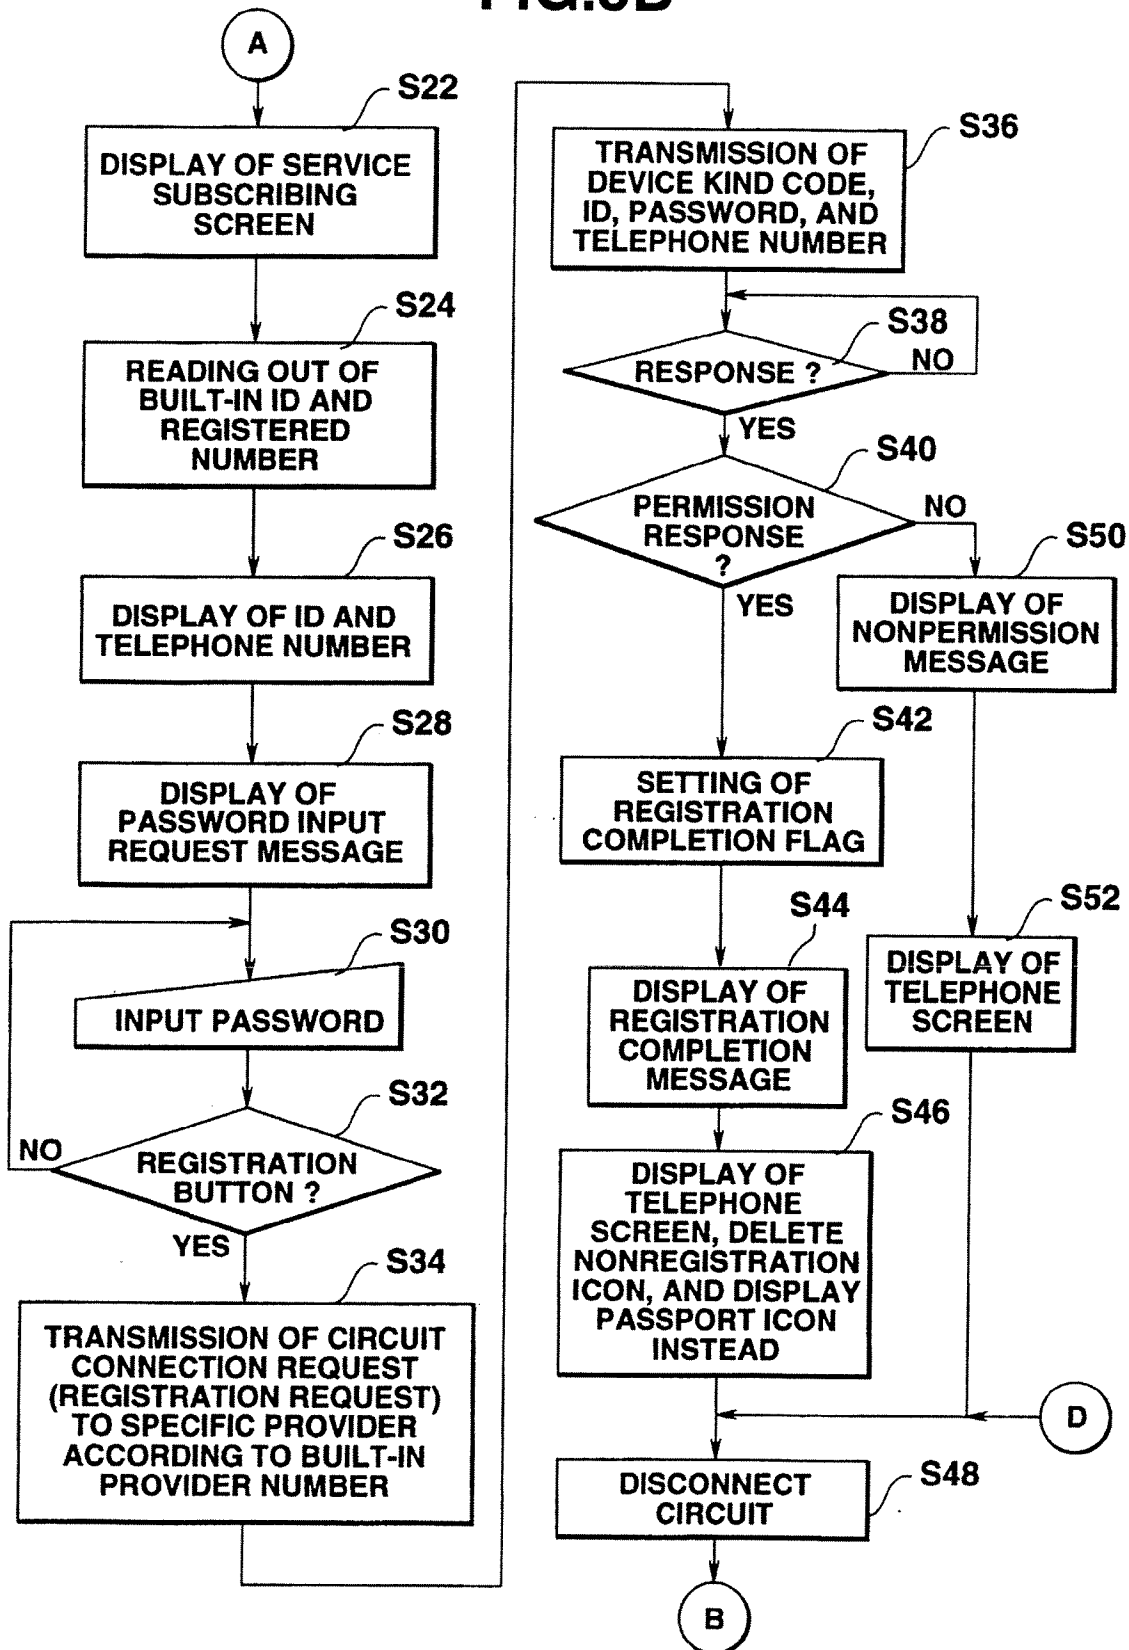 A
S22
DISPLAY OF SERVICE
SUBSCRIBING
SCREEN
S24
READING OUT OF
BUILT-IN ID AND
REGISTERED
NUMBER
S26
DISPLAY OF ID AND
TELEPHONE NUMBER
S28
DISPLAY OF
PASSWORD INPUT
REQUEST MESSAGE
S30
INPUT PASSWORD
S32
NO
REGISTRATION
BUTTON ?
YES
S34
TRANSMISSION OF CIRCUIT
CONNECTION REQUEST
(REGISTRATION REQUEST)
TO SPECIFIC PROVIDER
ACCORDING TO BUILT-IN
PROVIDER NUMBER
S36
TRANSMISSION OF
DEVICE KIND CODE,
ID, PASSWORD, AND
TELEPHONE NUMBER
S38
RESPONSE ?
NO
YES
S40
PERMISSION
RESPONSE
?
NO
YES
S50
DISPLAY OF
NONPERMISSION
MESSAGE
S42
SETTING OF
REGISTRATION
COMPLETION FLAG
S44
DISPLAY OF
REGISTRATION
COMPLETION
MESSAGE
S52
DISPLAY OF
TELEPHONE
SCREEN
S46
DISPLAY OF
TELEPHONE
SCREEN, DELETE
NONREGISTRATION
ICON, AND DISPLAY
PASSPORT ICON
INSTEAD
D
S48
DISCONNECT
CIRCUIT
B